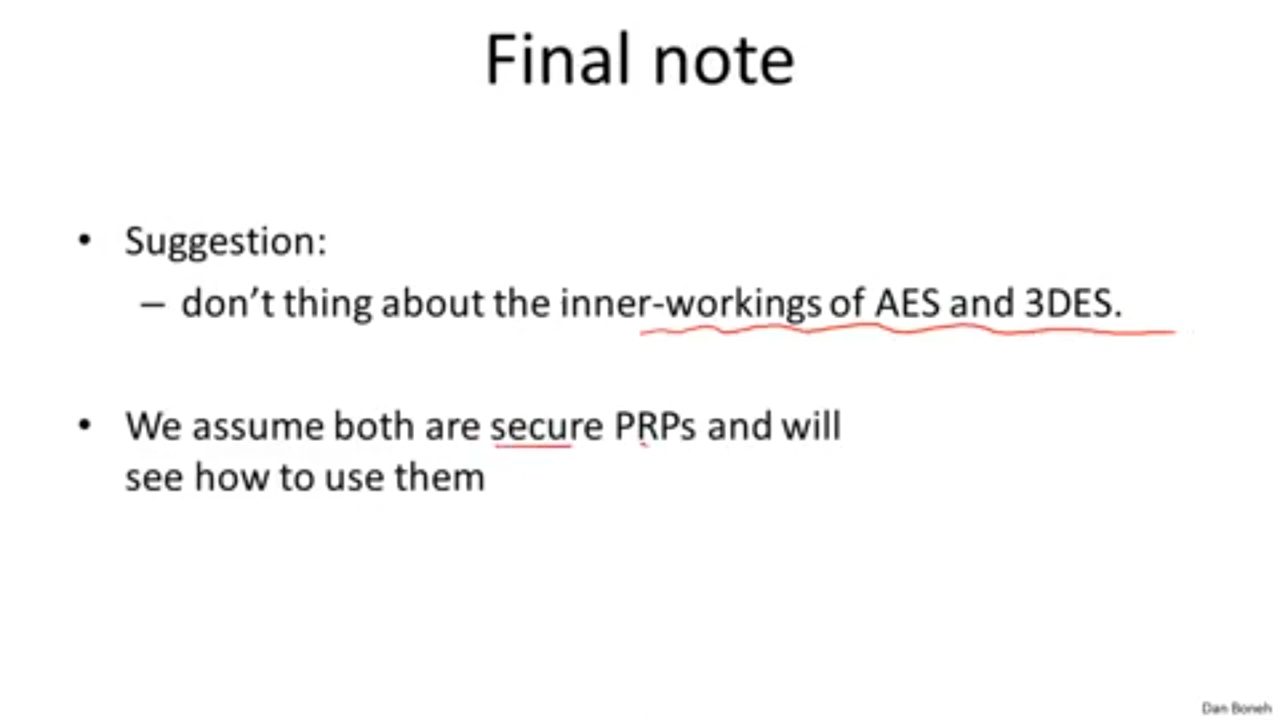 Final note
• Suggestion:
– don't thing about the inner-workings of AES and 3DES.
• We assume both are secure PRPs and will
see how to use them
Dan Boneh